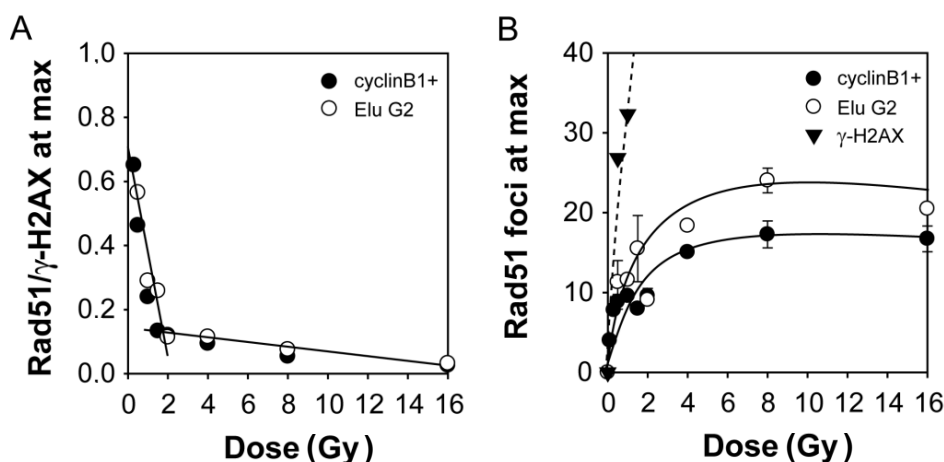 A
Rad51/γ-H2AX at max
1.0
0.8
0.6
0.4
0.2
0.0
cyclinB1+
Elu G2
0 2 4 6 8 10 12 14 16
Dose (Gy)
B
Rad51 foci at max
40
30
20
10
0
cyclinB1+
Elu G2
γ-H2AX
0 2 4 6 8 10 12 14 16
Dose (Gy)